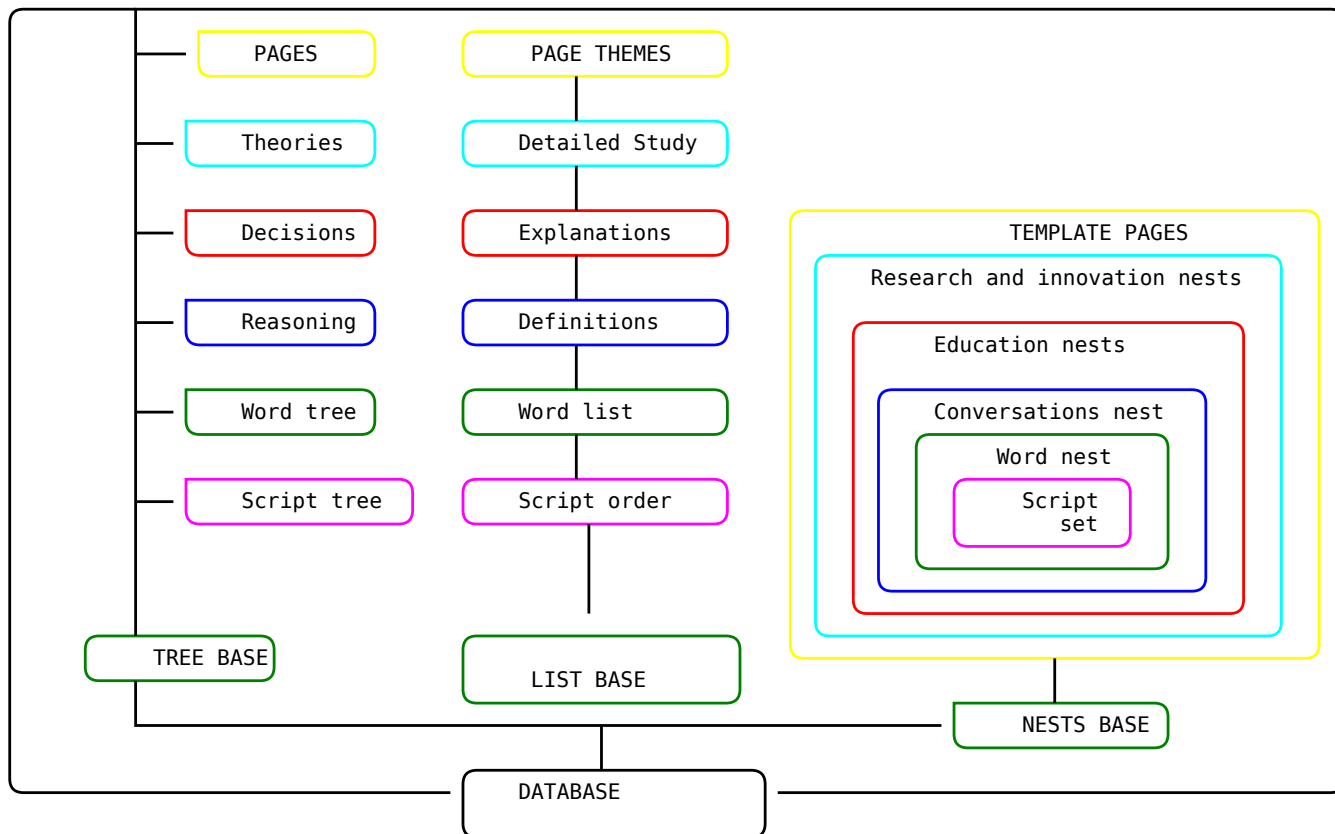 PAGES
PAGE THEMES
Theories
Detailed Study
Decisions
Explanations
TEMPLATE PAGES
Research and innovation nests
Reasoning
Definitions
Education nests
Word tree
Word list
Conversations nest
Word nest
Script tree
Script order
Script
set
TREE BASE
LIST BASE
NESTS BASE
DATABASE